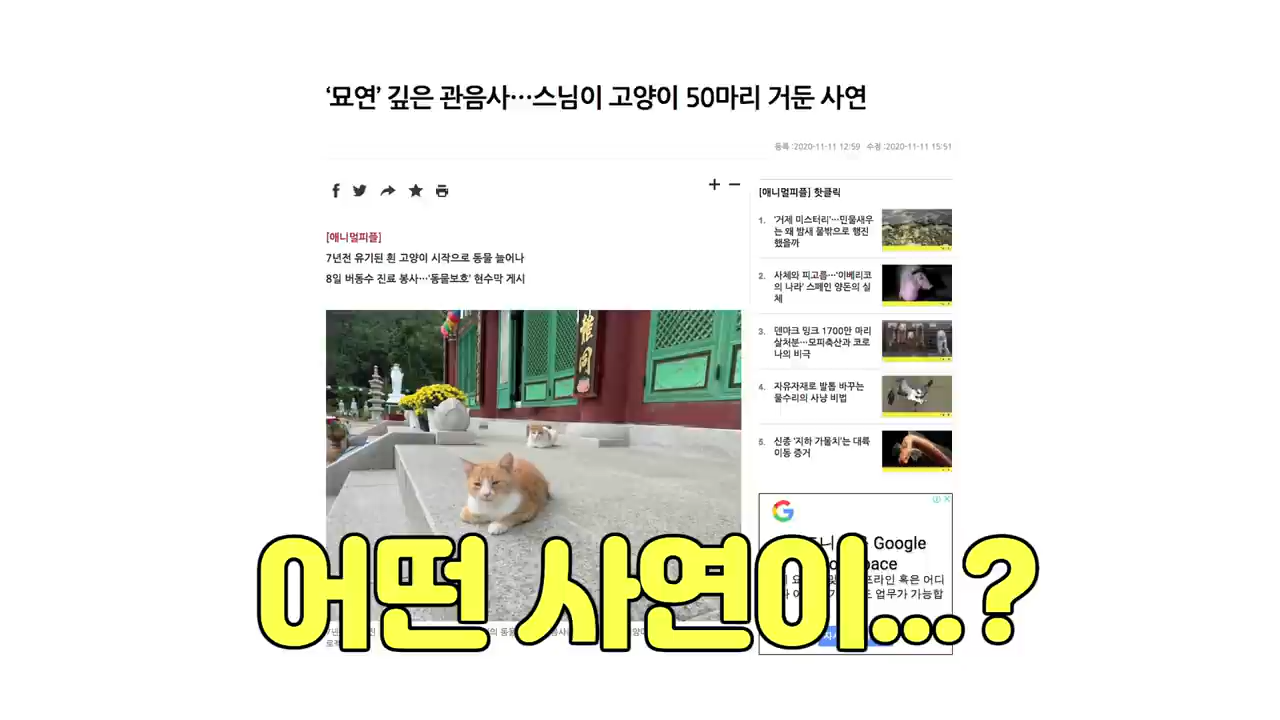 ‘묘연’ 깊은 관음사…스님이 고양이 50마리 거둔 사연
등록 :2020-11-11 12:59 수정 :2020-11-11 15:51
[애니멀피플]
7년전 유기된 흰 고양이 시작으로 동물 늘어나
8일 버동수 진료 봉사…‘동물보호’ 현수막 게시
[애니멀피플] 핫클릭
1. ‘거제 미스터리’…민물새우
는 왜 밤새 물밖으로 행진
했을까
2. 사체와 피고름…‘이베리코
의 나라’ 스페인 양돈의 실
체
3. 덴마크 밍크 1700만 마리
살처분…모피축산과 코로
나의 비극
4. 자유자재로 발톱 바꾸는
물수리의 사냥 비법
5. 신종 ‘지하 가물치’는 대륙
이동 증거
Google
혹은 어디
업무가 가능합
어떤 사연이...?